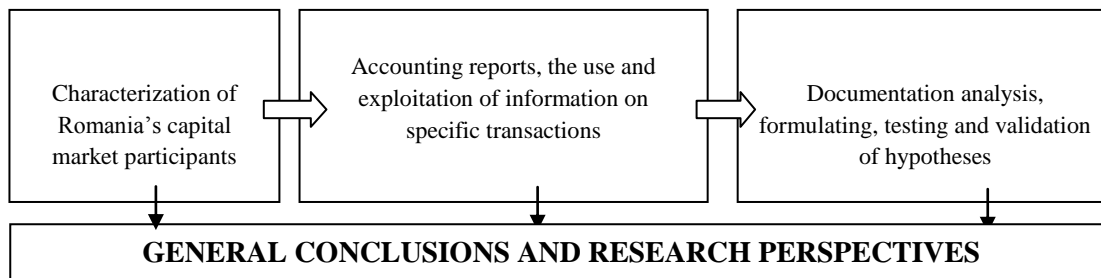 Characterization of
Romania's capital
market participants
Accounting reports, the use and
exploitation of information on
specific transactions
Documentation analysis,
formulating, testing and validation
of hypotheses
GENERAL CONCLUSIONS AND RESEARCH PERSPECTIVES